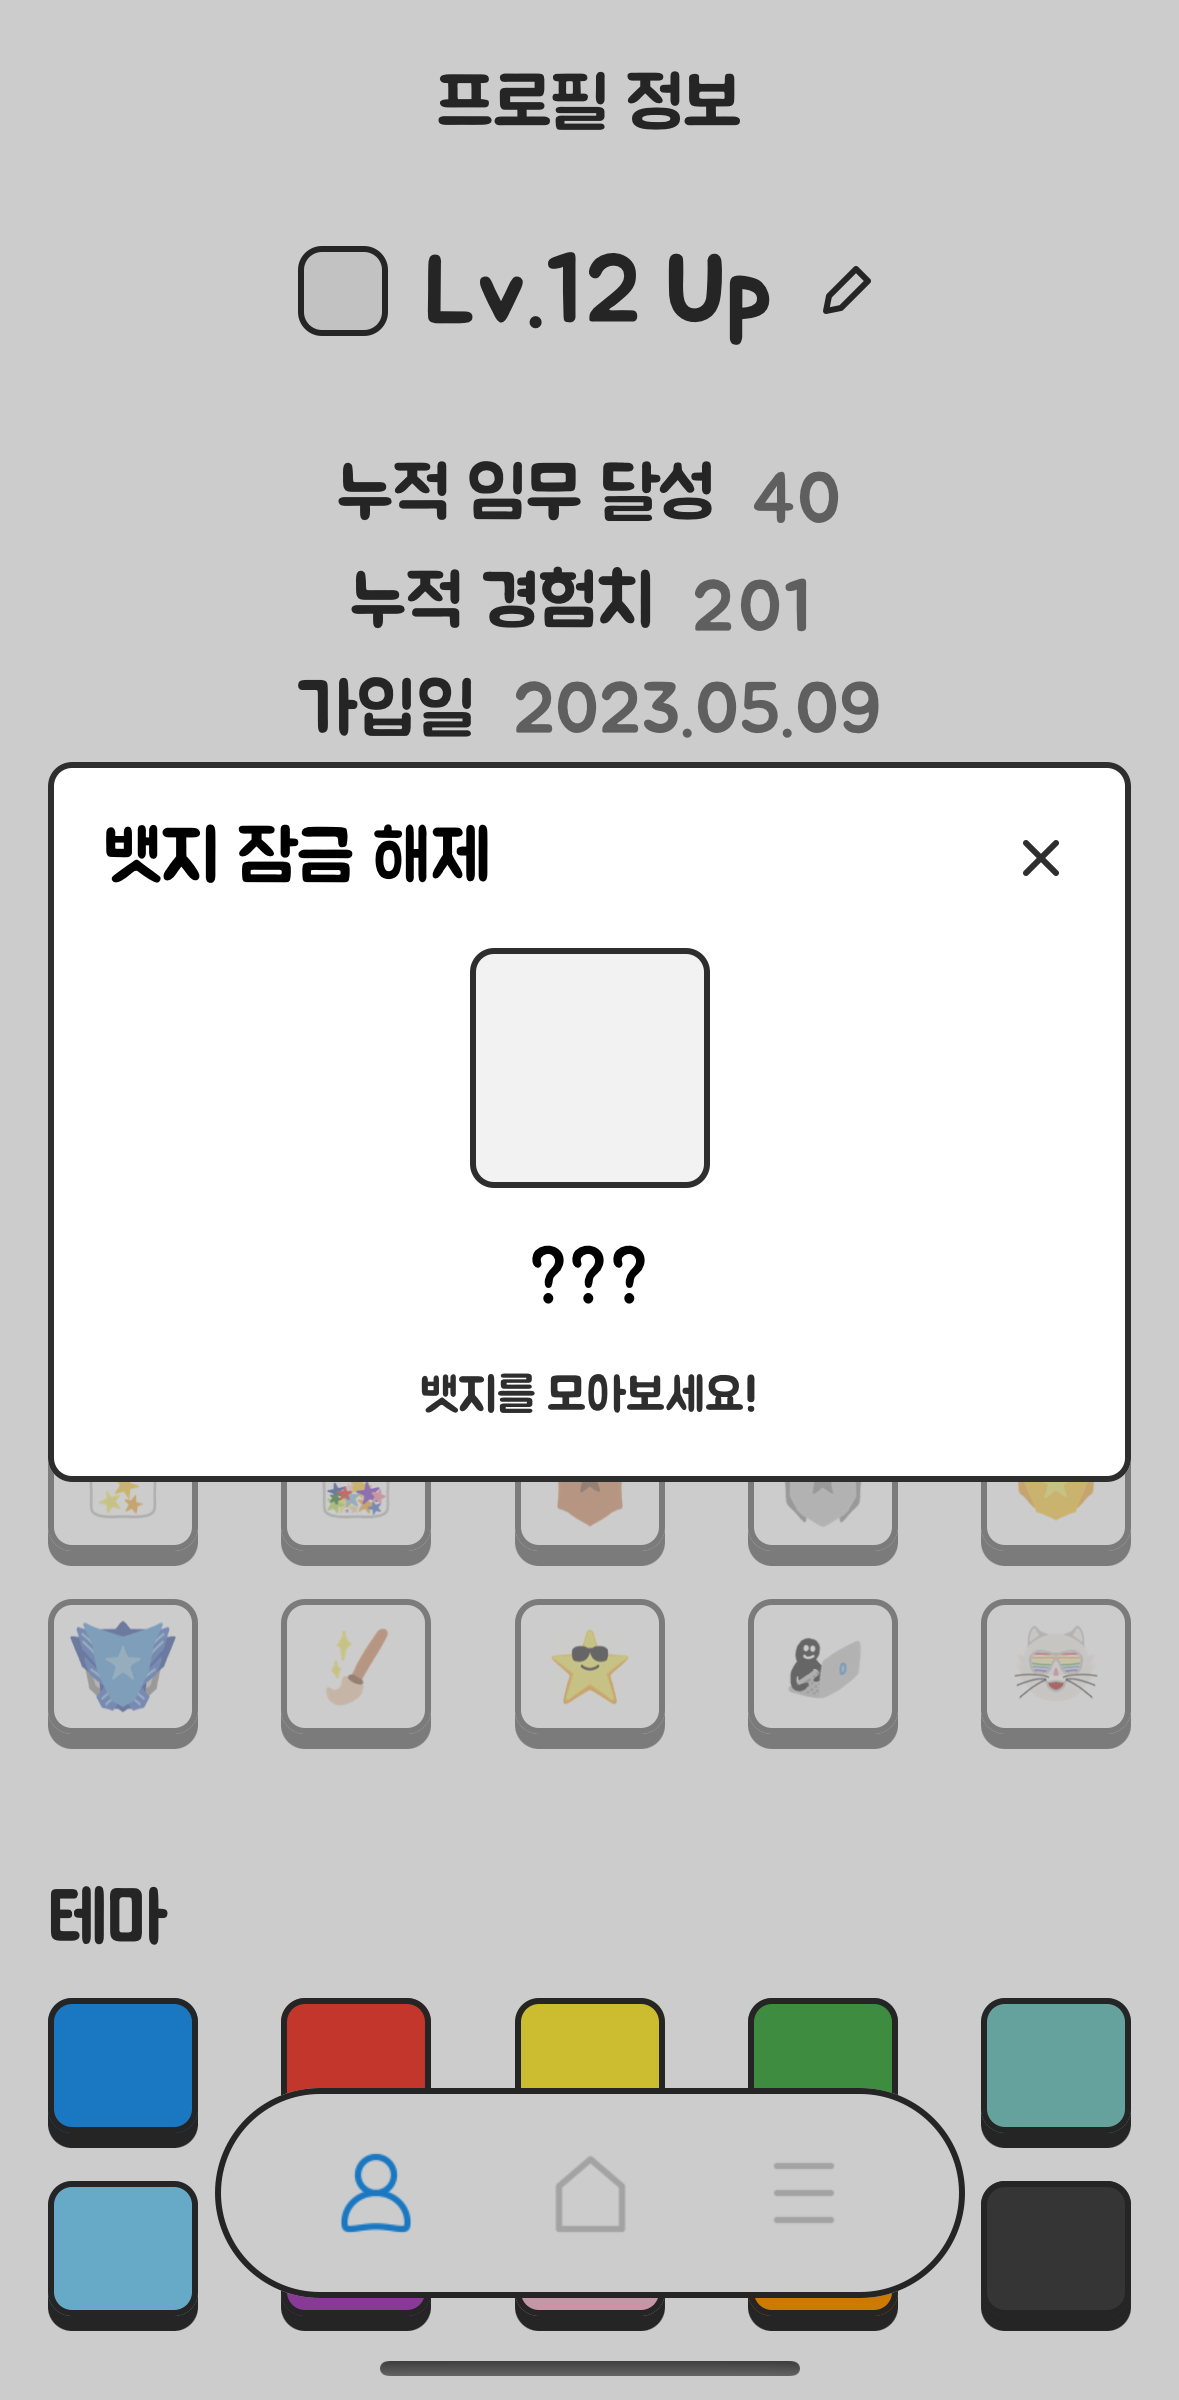 프로필 정보
Lv.12 Up
누적 임무 달성 40
누적 경험치 201
가입일 2023.05.09
뱃지 잠금 해제
???
뱃지를 모아보세요!
테마